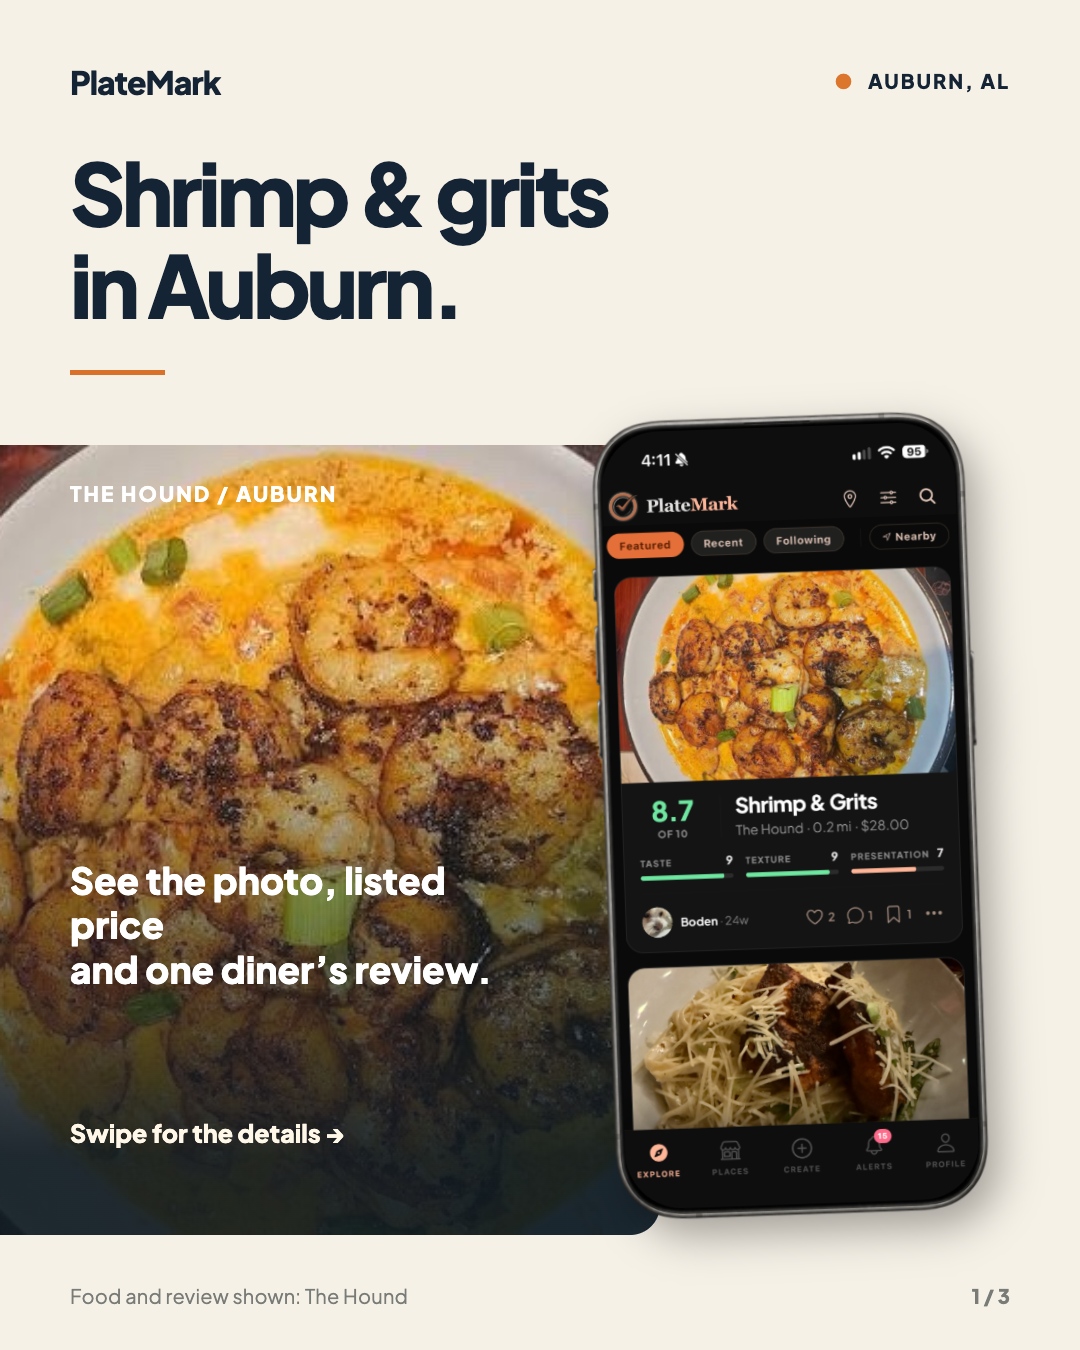 PlateMark
AUBURN, AL
Shrimp & grits
in Auburn.
THE HOUND / AUBURN
See the photo, listed
price
and one diner’s review.
Swipe for the details →
4:11
95
PlateMark
Featured
Recent
Following
Nearby
8.7
OF 10
Shrimp & Grits
The Hound · 0.2 mi · $28.00
TASTE 9
TEXTURE 9
PRESENTATION 7
Boden · 24w
2
1
1
EXPLORE
PLACES
CREATE
15
ALERTS
PROFILE
Food and review shown: The Hound
1 / 3